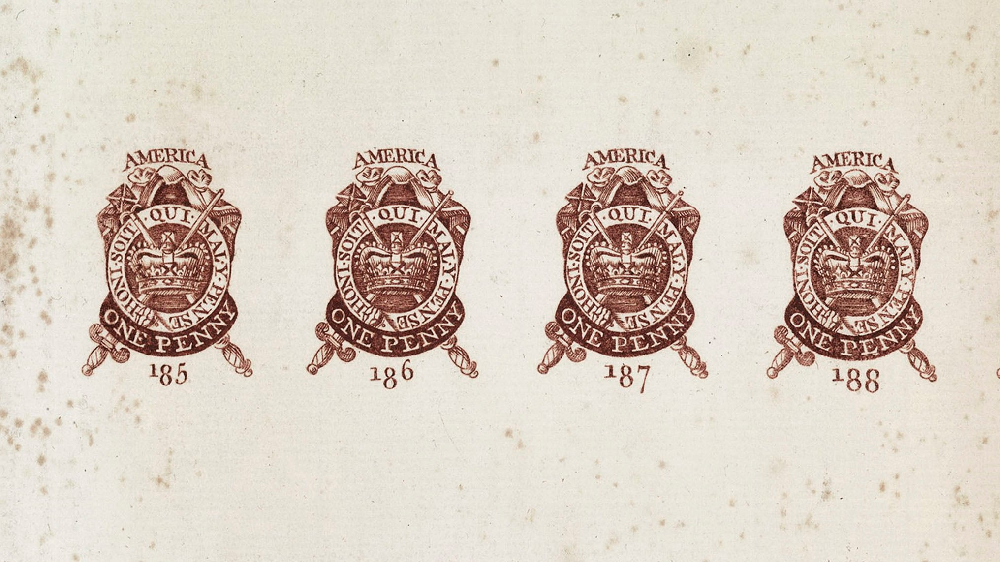 AMERICA
HONI·SOIT·QUI·MAL·Y·PENSE
ONE PENNY
185
AMERICA
HONI·SOIT·QUI·MAL·Y·PENSE
ONE PENNY
186
AMERICA
HONI·SOIT·QUI·MAL·Y·PENSE
ONE PENNY
187
AMERICA
HONI·SOIT·QUI·MAL·Y·PENSE
ONE PENNY
188